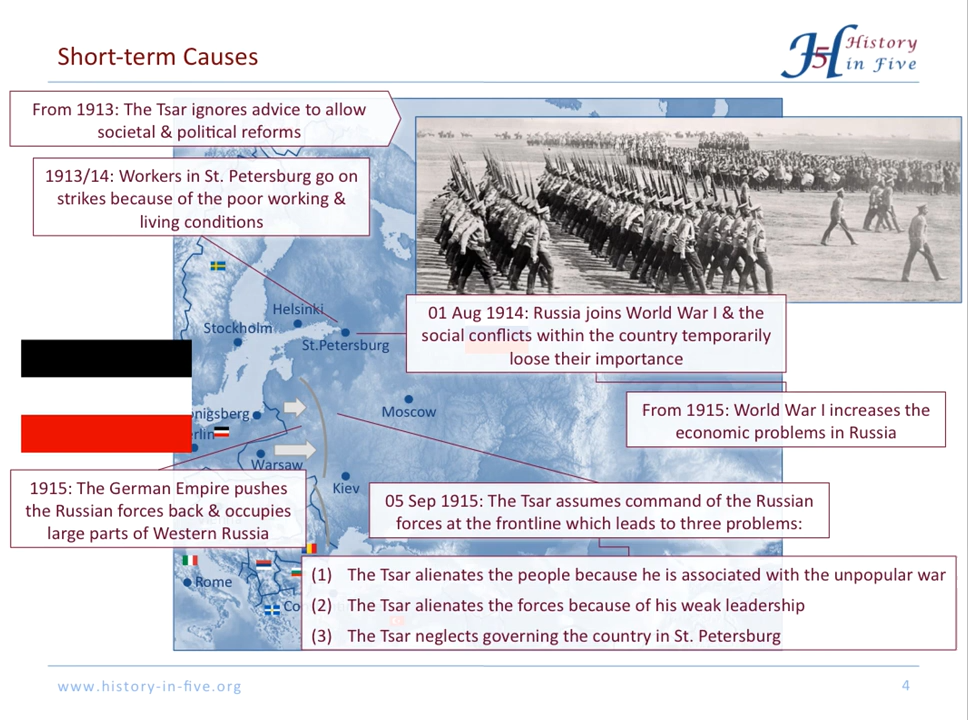 Short-term Causes
History
in Five
From 1913: The Tsar ignores advice to allow
societal & political reforms
1913/14: Workers in St. Petersburg go on
strikes because of the poor working &
living conditions
Helsinki
Stockholm
St.Petersburg
01 Aug 1914: Russia joins World War I & the
social conflicts within the country temporarily
loose their importance
Moscow
From 1915: World War I increases the
economic problems in Russia
onigsberg
erlin
Warsaw
Kiev
1915: The German Empire pushes
the Russian forces back & occupies
large parts of Western Russia
05 Sep 1915: The Tsar assumes command of the Russian
forces at the frontline which leads to three problems:
Rome
Co
(1) The Tsar alienates the people because he is associated with the unpopular war
(2) The Tsar alienates the forces because of his weak leadership
(3) The Tsar neglects governing the country in St. Petersburg
www.history-in-five.org
4